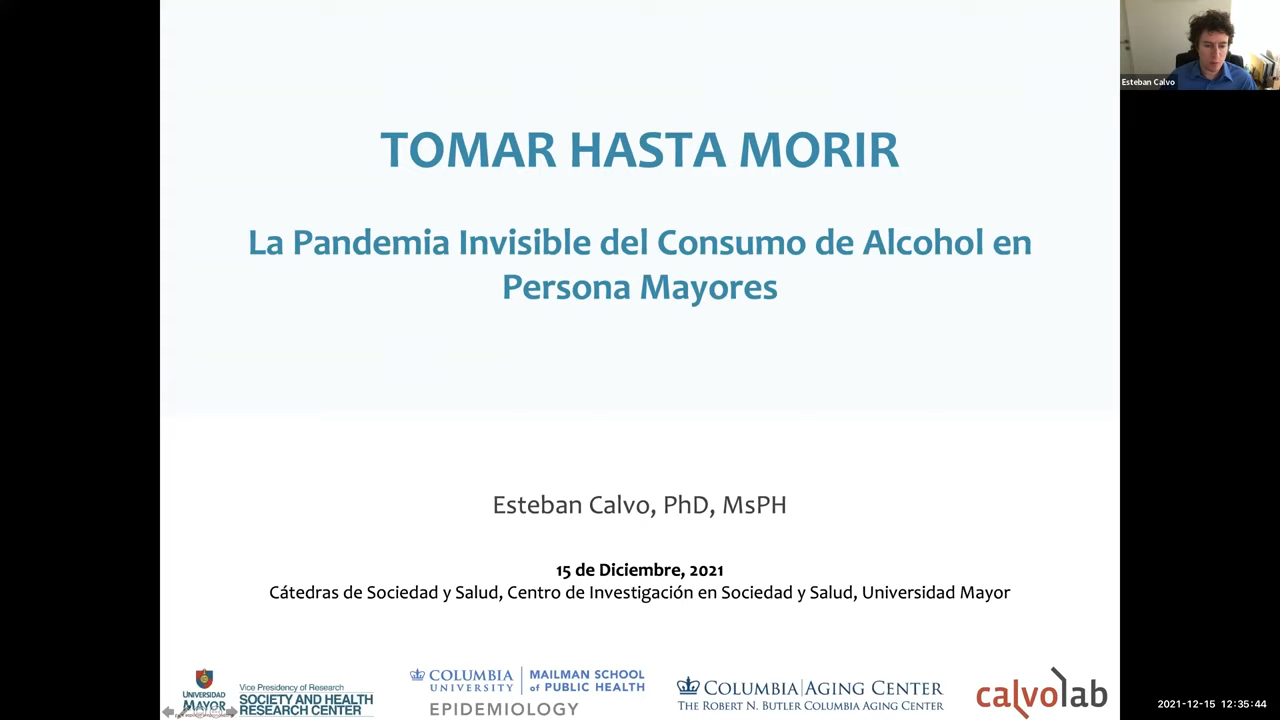 Esteban Calvo
TOMAR HASTA MORIR
La Pandemia Invisible del Consumo de Alcohol en
Persona Mayores
Esteban Calvo, PhD, MsPH
15 de Diciembre, 2021
Cátedras de Sociedad y Salud, Centro de Investigación en Sociedad y Salud, Universidad Mayor
UNIVERSIDAD
MAYOR
Vice Presidency of Research
SOCIETY AND HEALTH
RESEARCH CENTER
COLUMBIA
UNIVERSITY
MAILMAN SCHOOL
of PUBLIC HEALTH
EPIDEMIOLOGY
COLUMBIA AGING CENTER
THE ROBERT N. BUTLER COLUMBIA AGING CENTER
calvolab
2021-12-15 12:35:44